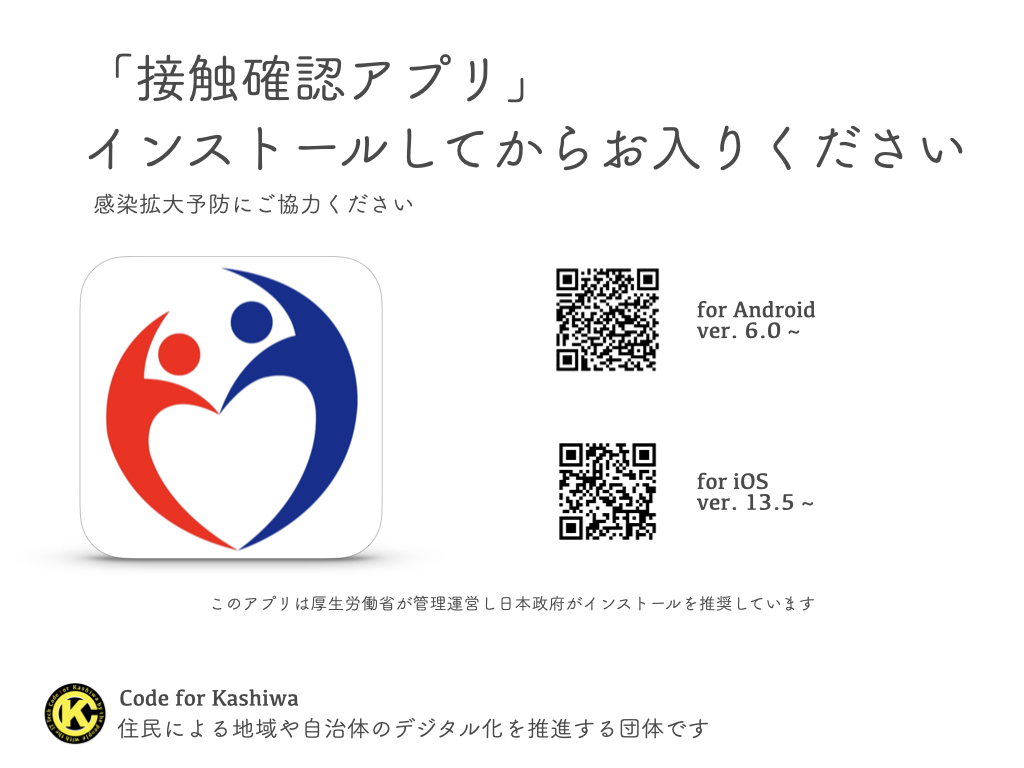 「接触確認アプリ」
インストールしてからお入りください
感染拡大予防にご協力ください
for Android
ver. 6.0 ~
for iOS
ver. 13.5 ~
このアプリは厚生労働省が管理運営し日本政府がインストールを推奨しています
Code for Kashiwa
住民による地域や自治体のデジタル化を推進する団体です